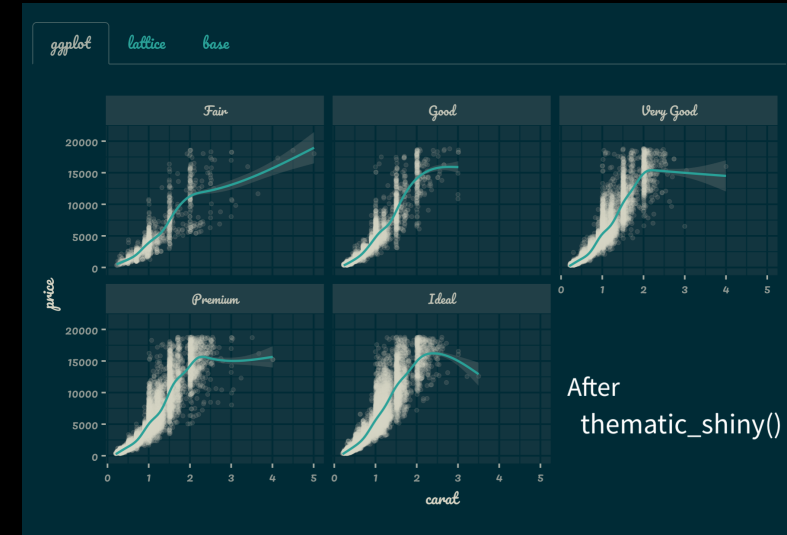 ggplot lattice base
Fair Good Very Good
20000
15000
10000
5000
0
0 1 2 3 4 5
price
Premium Ideal
20000
15000
10000
5000
0
0 1 2 3 4 5 0 1 2 3 4 5
carat
After
thematic_shiny()